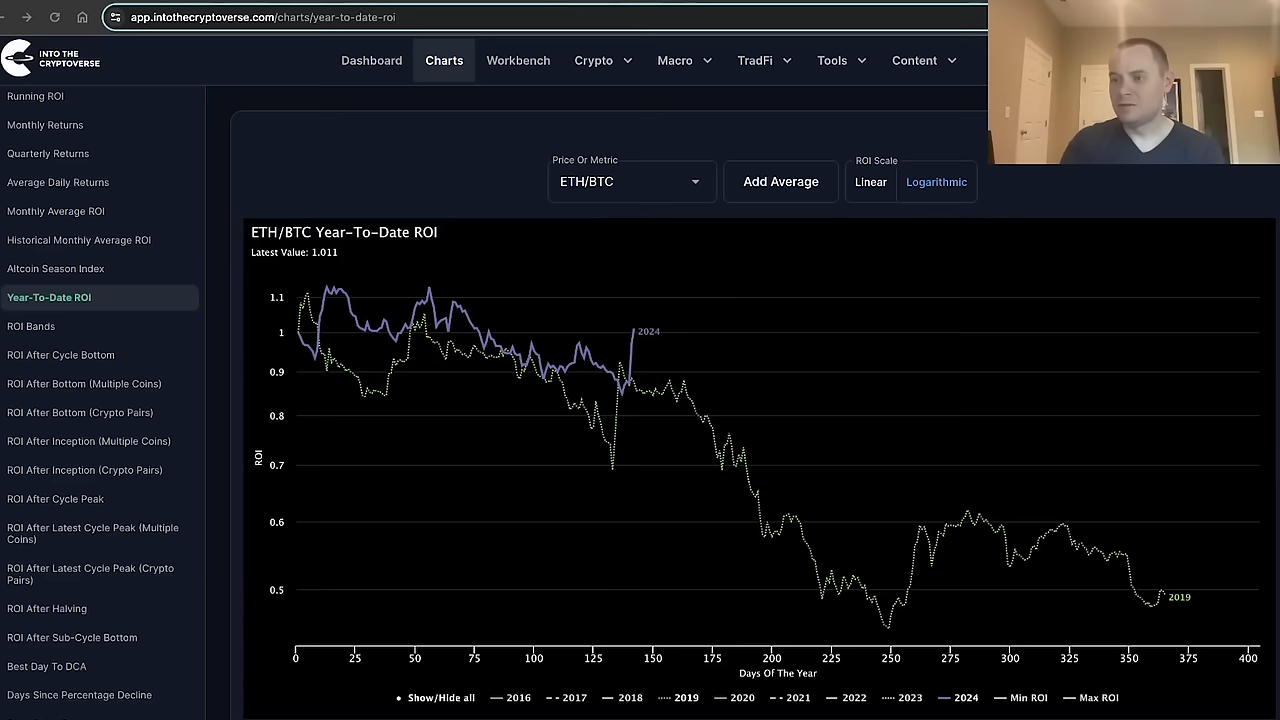 app.intothecryptoverse.com/charts/year-to-date-roi
INTO THE
CRYPTOVERSE
Dashboard
Charts
Workbench
Crypto
Macro
TradFi
Tools
Content
Running ROI
Monthly Returns
Quarterly Returns
Average Daily Returns
Monthly Average ROI
Historical Monthly Average ROI
Altcoin Season Index
Year-To-Date ROI
ROI Bands
ROI After Cycle Bottom
ROI After Bottom (Multiple Coins)
ROI After Bottom (Crypto Pairs)
ROI After Inception (Multiple Coins)
ROI After Inception (Crypto Pairs)
ROI After Cycle Peak
ROI After Latest Cycle Peak (Multiple
Coins)
ROI After Latest Cycle Peak (Crypto
Pairs)
ROI After Halving
ROI After Sub-Cycle Bottom
Best Day To DCA
Days Since Percentage Decline
Price Or Metric
ETH/BTC
Add Average
ROI Scale
Linear
Logarithmic
ETH/BTC Year-To-Date ROI
Latest Value: 1.011
1.1
1
0.9
0.8
0.7
0.6
0.5
ROI
2024
2019
0 25 50 75 100 125 150 175 200 225 250 275 300 325 350 375 400
Days Of The Year
Show/Hide all 2016 2017 2018 2019 2020 2021 2022 2023 2024 Min ROI Max ROI